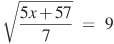 √((5x+57)/7) = 9